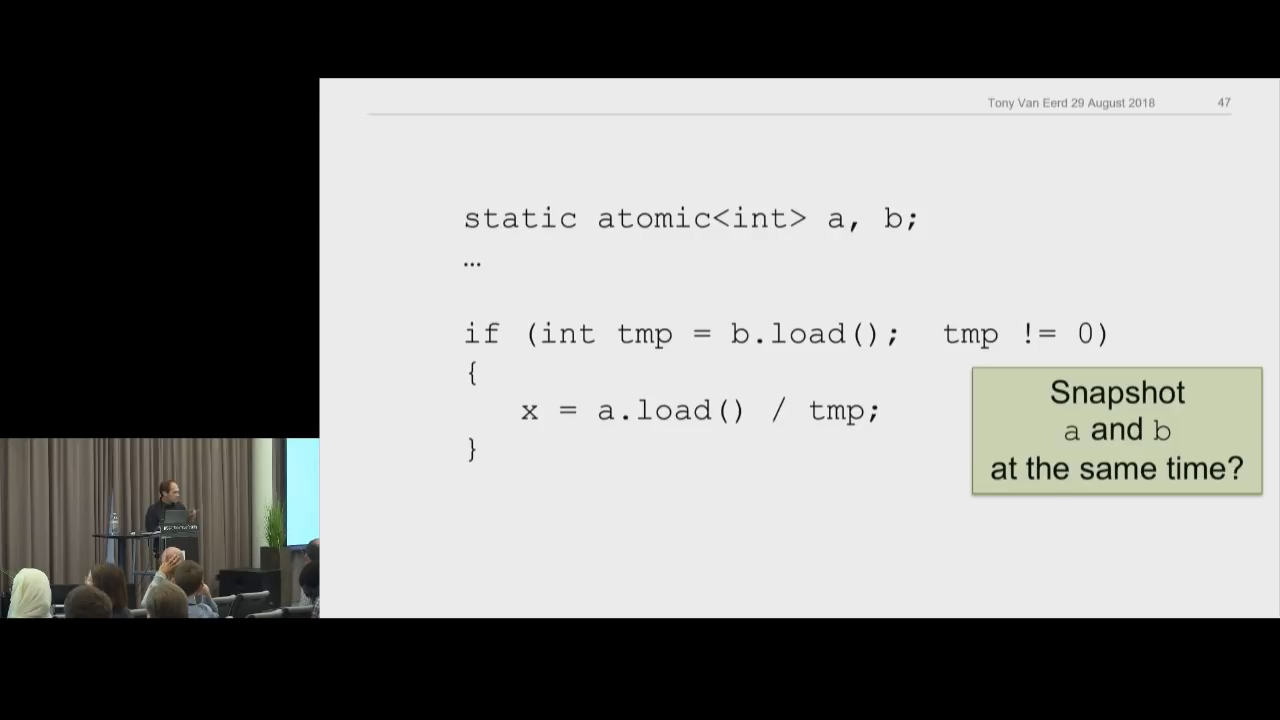 Tony Van Eerd 29 August 2018 47
static atomic<int> a, b;
…
if (int tmp = b.load(); tmp != 0)
{
x = a.load() / tmp;
}
Snapshot
a and b
at the same time?